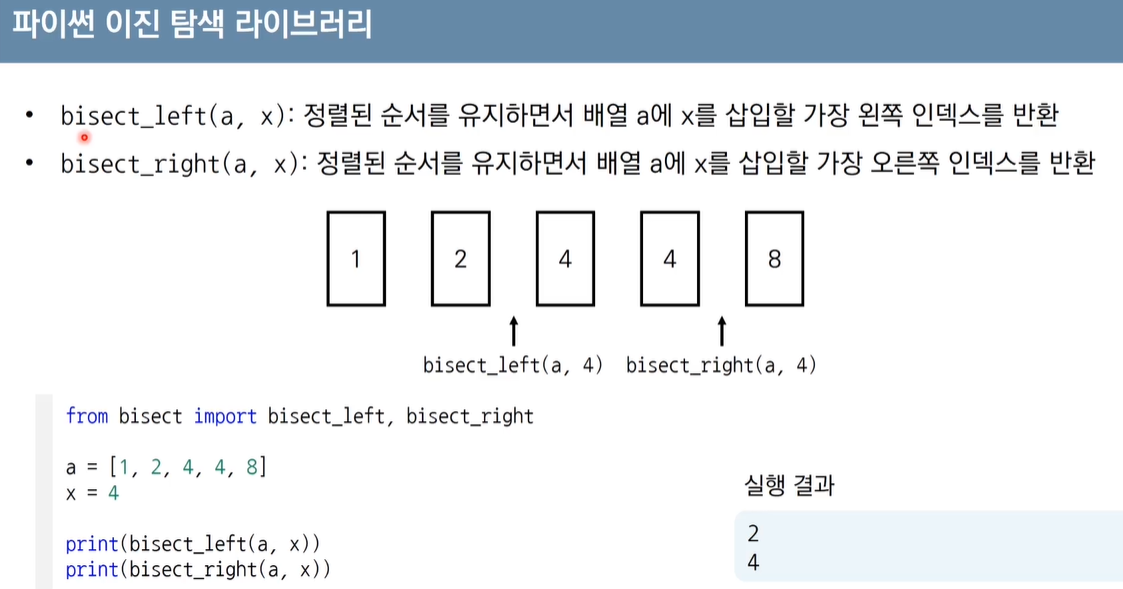 파이썬 이진 탐색 라이브러리
• bisect_left(a, x): 정렬된 순서를 유지하면서 배열 a에 x를 삽입할 가장 왼쪽 인덱스를 반환
• bisect_right(a, x): 정렬된 순서를 유지하면서 배열 a에 x를 삽입할 가장 오른쪽 인덱스를 반환
1 2 4 4 8
bisect_left(a, 4) bisect_right(a, 4)
from bisect import bisect_left, bisect_right
a = [1, 2, 4, 4, 8]
x = 4
print(bisect_left(a, x))
print(bisect_right(a, x))
실행 결과
2
4